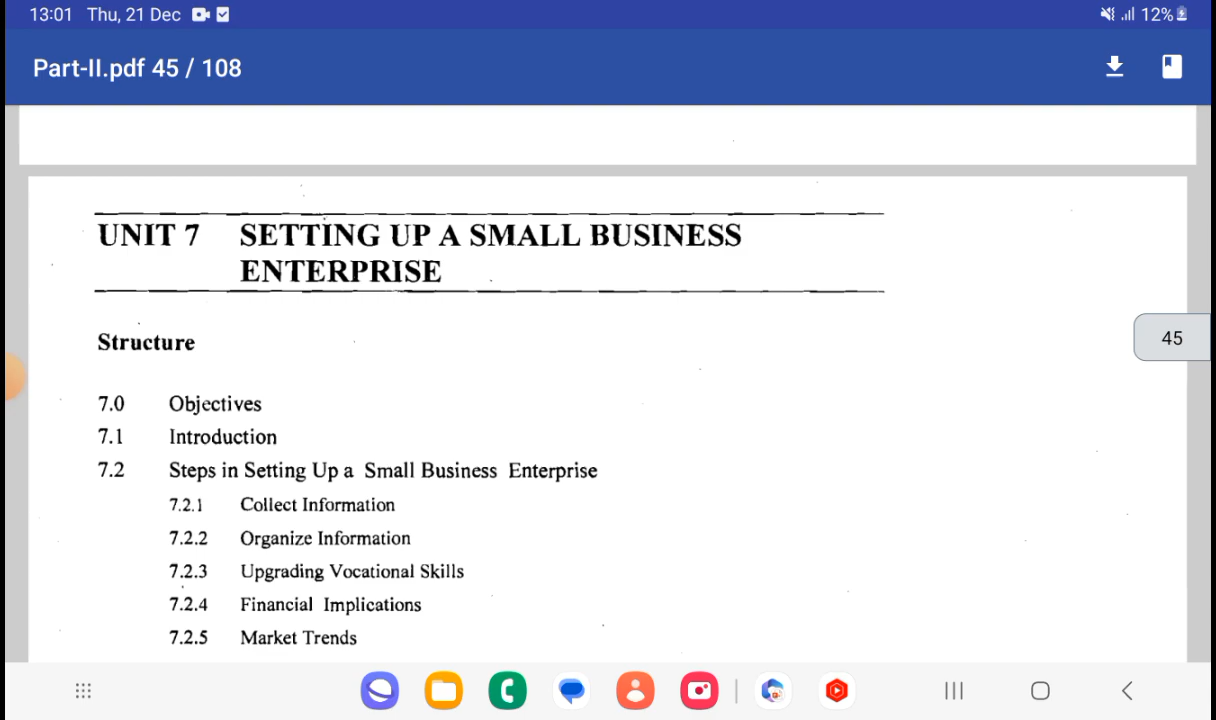 13:01 Thu, 21 Dec 12%
Part-II.pdf 45 / 108
UNIT 7 SETTING UP A SMALL BUSINESS
ENTERPRISE
Structure
45
7.0 Objectives
7.1 Introduction
7.2 Steps in Setting Up a Small Business Enterprise
7.2.1 Collect Information
7.2.2 Organize Information
7.2.3 Upgrading Vocational Skills
7.2.4 Financial Implications
7.2.5 Market Trends